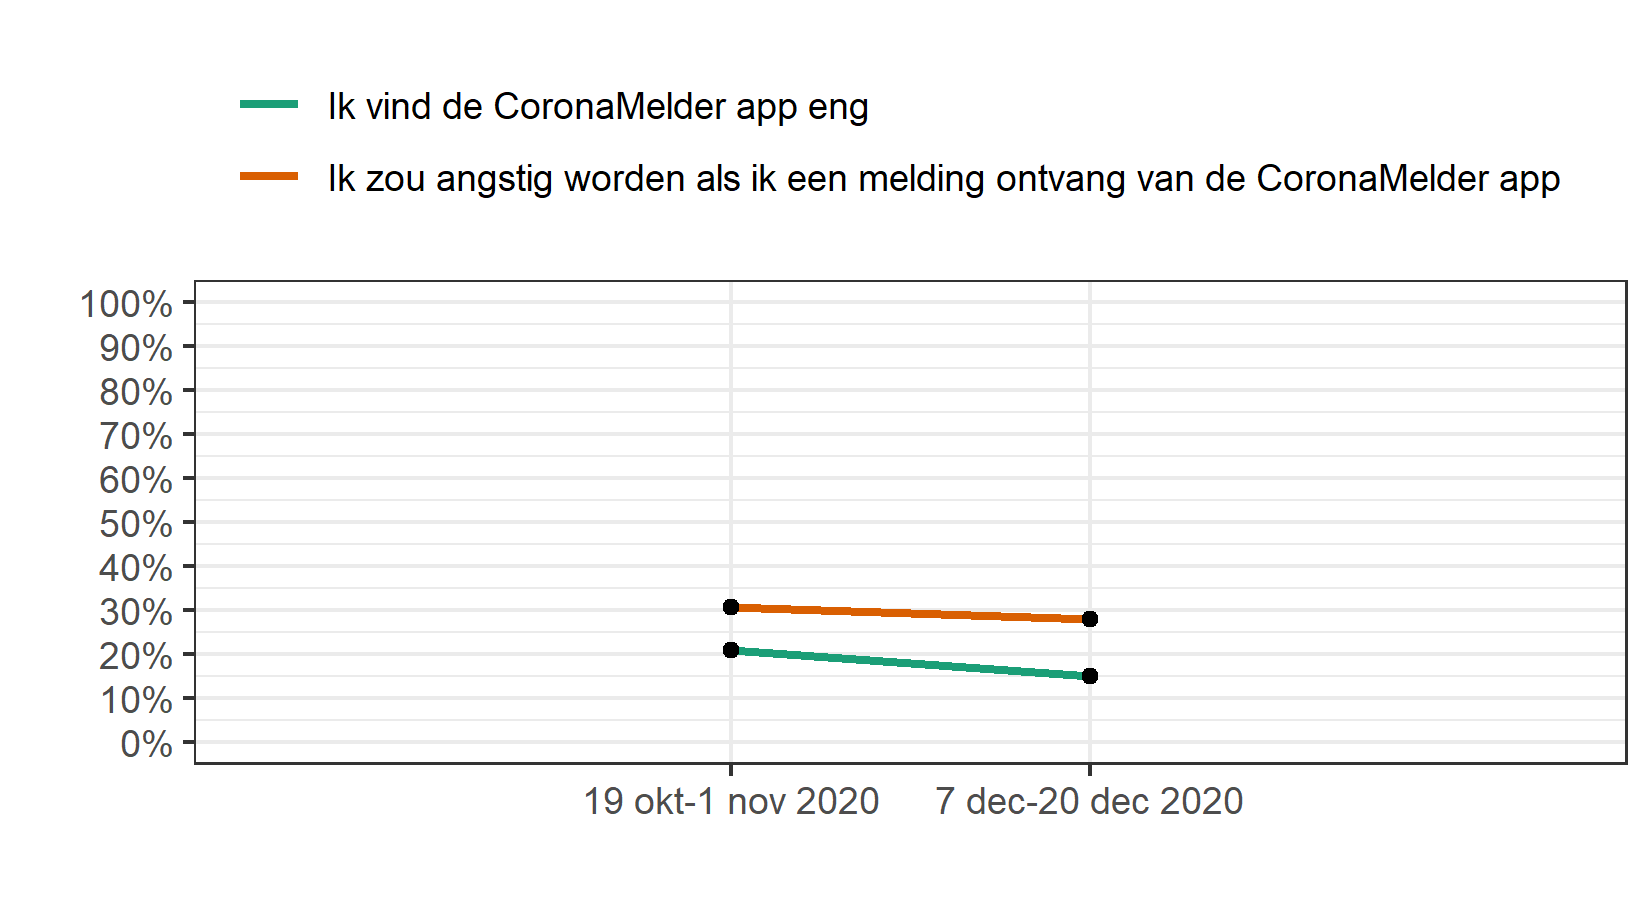 Ik vind de CoronaMelder app eng
Ik zou angstig worden als ik een melding ontvang van de CoronaMelder app
100%
90%
80%
70%
60%
50%
40%
30%
20%
10%
0%
19 okt-1 nov 2020
7 dec-20 dec 2020